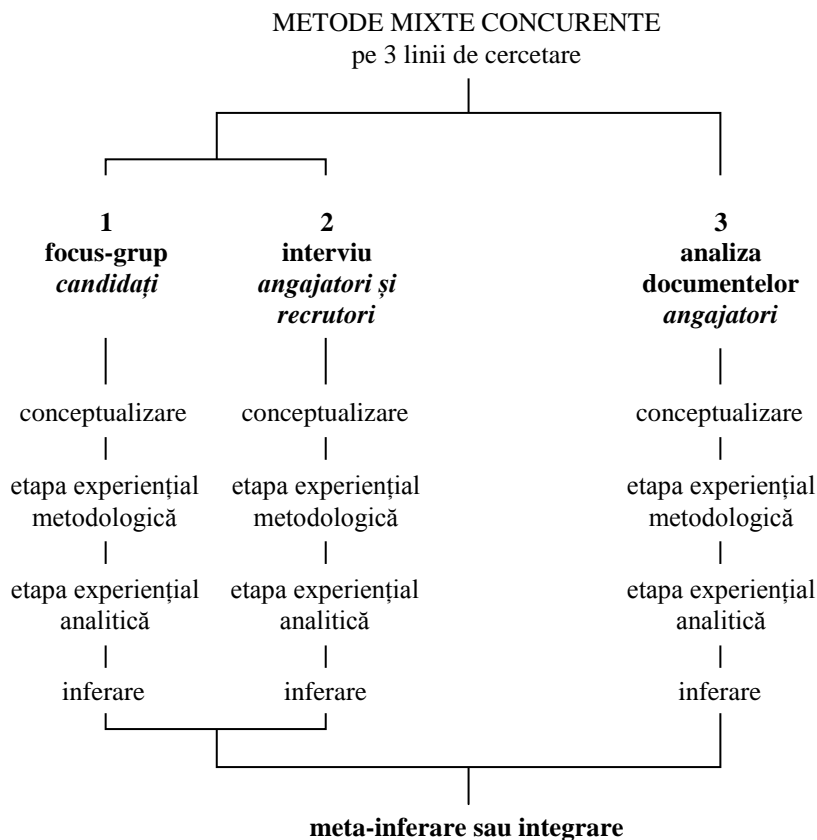 METODE MIXTE CONCURENTE
pe 3 linii de cercetare
1
focus-grup
candidați
2
interviu
angajatori și
recrutori
3
analiza
documentelor
angajatori
conceptualizare
conceptualizare
conceptualizare
etapa experiențial
metodologică
etapa experiențial
metodologică
etapa experiențial
metodologică
etapa experiențial
analitică
etapa experiențial
analitică
etapa experiențial
analitică
inferare
inferare
inferare
meta-inferare sau integrare